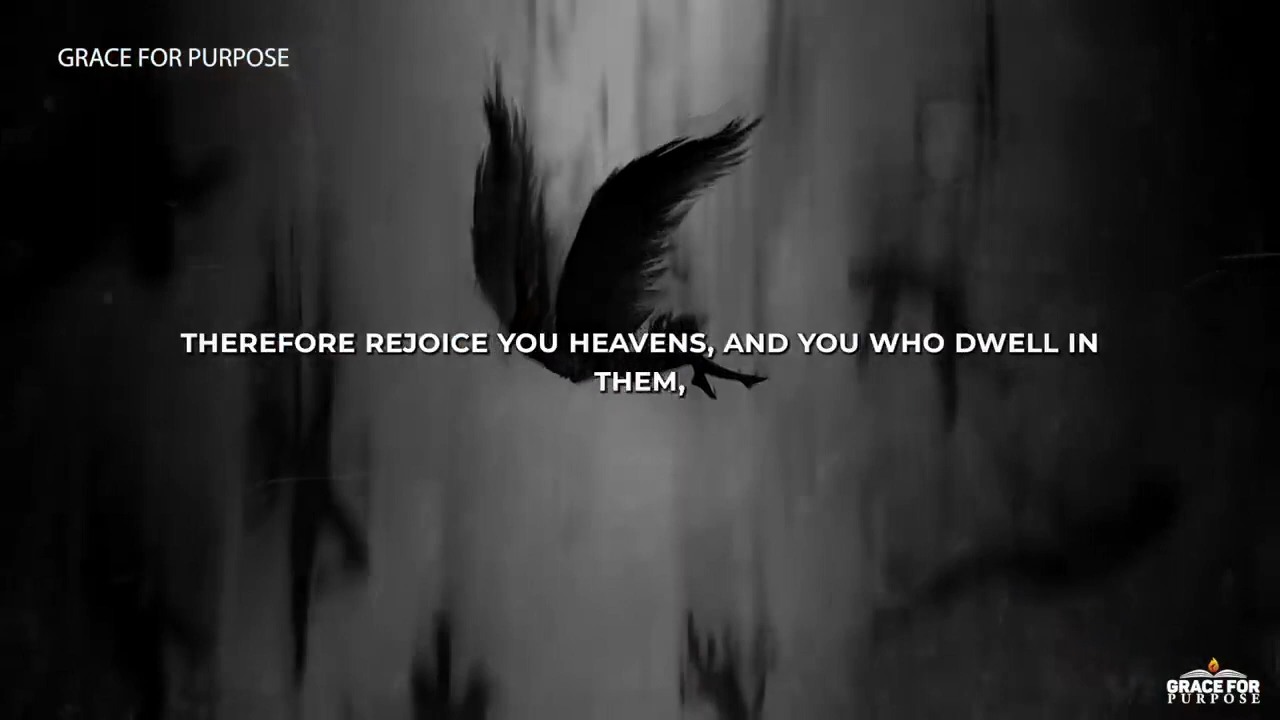 GRACE FOR PURPOSE
THEREFORE REJOICE YOU HEAVENS, AND YOU WHO DWELL IN
THEM,
GRACE FOR
PURPOSE